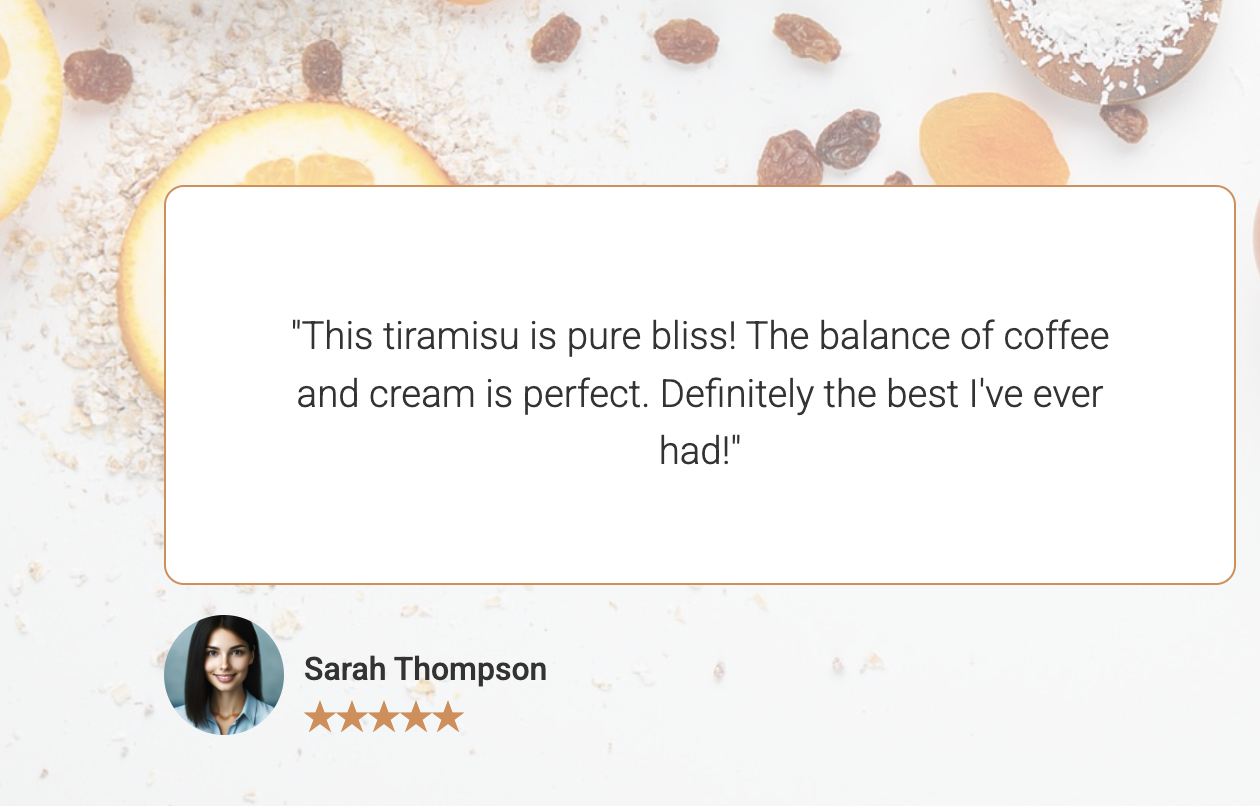 "This tiramisu is pure bliss! The balance of coffee
and cream is perfect. Definitely the best I've ever
had!"
Sarah Thompson